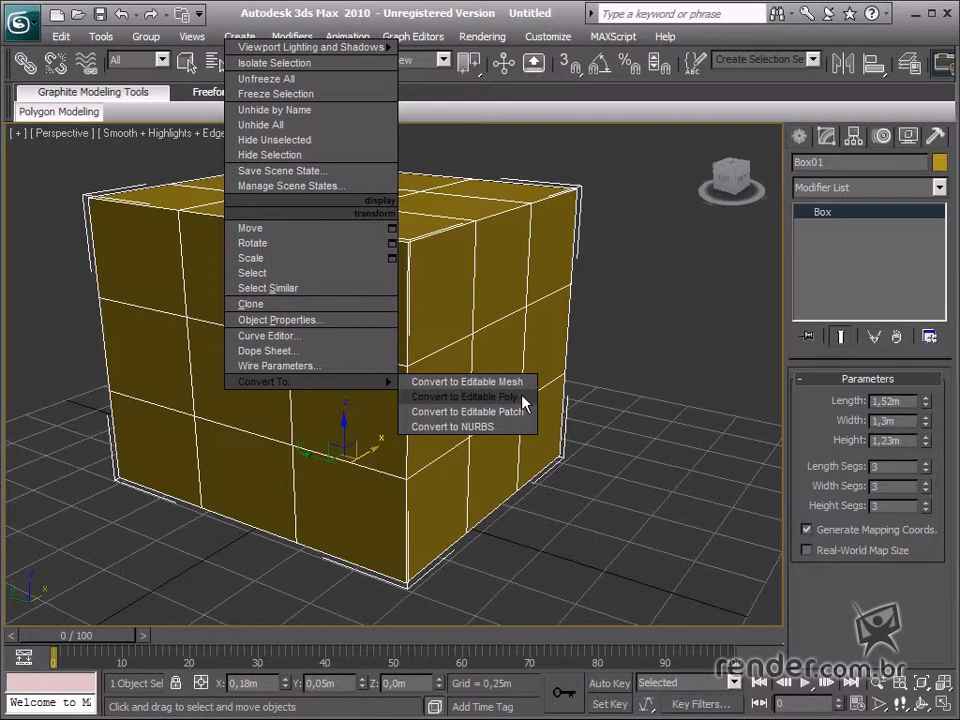 Autodesk 3ds Max 2010 - Unregistered Version Untitled
Type a keyword or phrase
Edit Tools Group Views Create Modifiers Animation Graph Editors Rendering Customize MAXScript Help
All
Create Selection Se
Graphite Modeling Tools
Polygon Modeling
[ + ] [ Perspective ] [ Smooth + Highlights + Edge
Viewport Lighting and Shadows
Isolate Selection
Unfreeze All
Freeze Selection
Unhide by Name
Unhide All
Hide Unselected
Hide Selection
Save Scene State...
Manage Scene States...
display
transform
Move
Rotate
Scale
Select
Select Similar
Clone
Object Properties...
Curve Editor...
Dope Sheet...
Wire Parameters...
Convert To:
Convert to Editable Mesh
Convert to Editable Poly
Convert to Editable Patch
Convert to NURBS
z
x
z
x
Box01
Modifier List
Box
- Parameters
Length: 1,52m
Width: 1,3m
Height: 1,23m
Length Segs: 3
Width Segs: 3
Height Segs: 3
Generate Mapping Coords.
Real-World Map Size
render.com.br
< 0 / 100 >
0 10 20 30 40 50 60 70 80 90
1 Object Sel X: 0,18m Y: 0,05m Z: 0,0m Grid = 0,25m Auto Key Selected
Welcome to M
Click and drag to select and move objects Add Time Tag Set Key Key Filters... 0